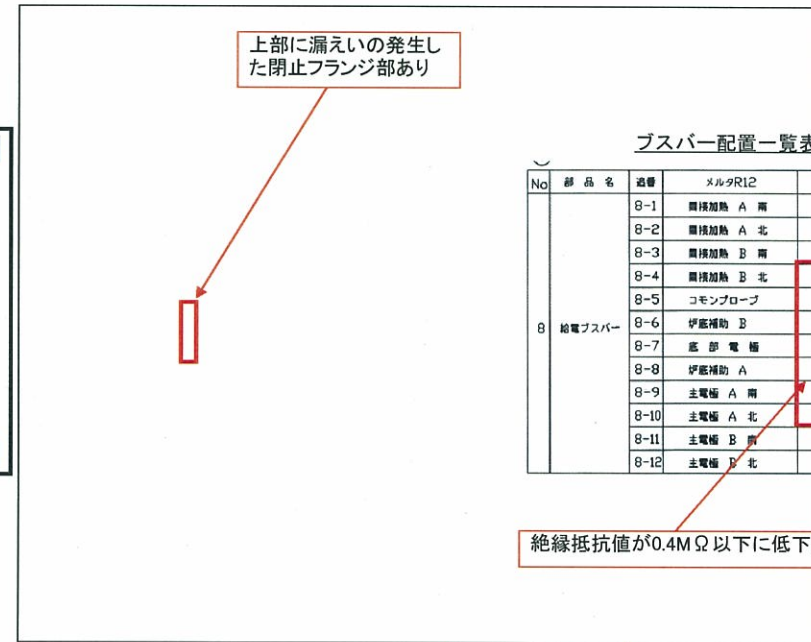 上部に漏えいの発生し
た閉止フランジ部あり
ブスバー配置一覧表
No 部品名 追番 メルタR12
8 給電ブスバー
8-1 間接加熱 A 南
8-2 間接加熱 A 北
8-3 間接加熱 B 南
8-4 間接加熱 B 北
8-5 コモンプローブ
8-6 炉底補助 B
8-7 底部電極
8-8 炉底補助 A
8-9 主電極 A 南
8-10 主電極 A 北
8-11 主電極 B 南
8-12 主電極 B 北
絶縁抵抗値が0.4MΩ以下に低下